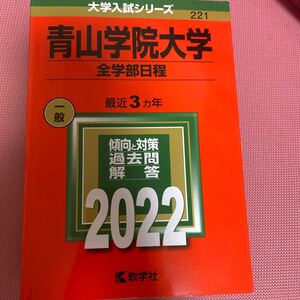 大学入試シリーズ
221
青山学院大学
全学部日程
一般
最近3ヵ年
傾向と対策
過去問
解答
2022
教学社